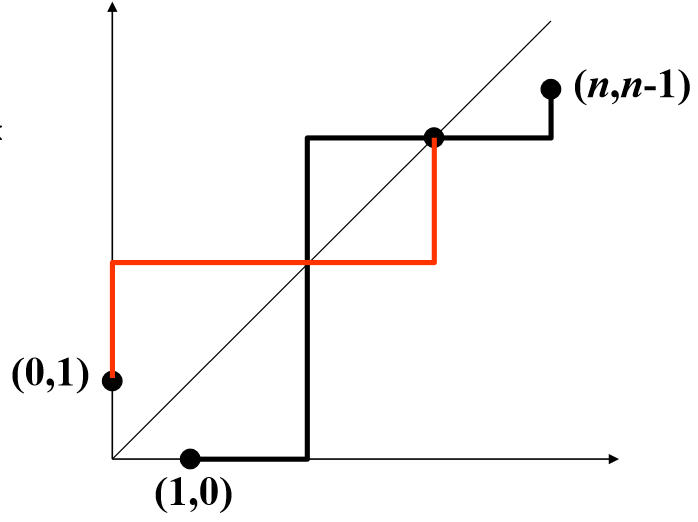 (n,n-1)
(0,1)
(1,0)